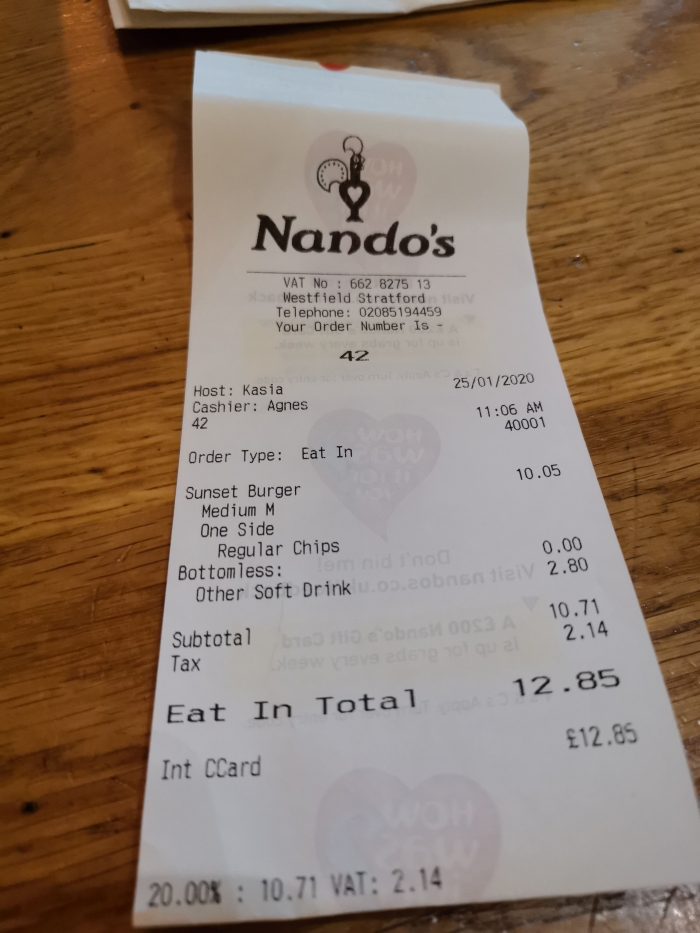 Nando's
VAT No : 662 8275 13
Westfield Stratford
Telephone: 02085194459
Your Order Number Is -
42
Host: Kasia 25/01/2020
Cashier: Agnes 11:06 AM
42 40001
Order Type: Eat In
Sunset Burger 10.05
Medium M
One Side
Regular Chips 0.00
Bottomless: 2.80
Other Soft Drink
Subtotal 10.71
Tax 2.14
Eat In Total 12.85
Int CCard £12.85
20.00% : 10.71 VAT: 2.14